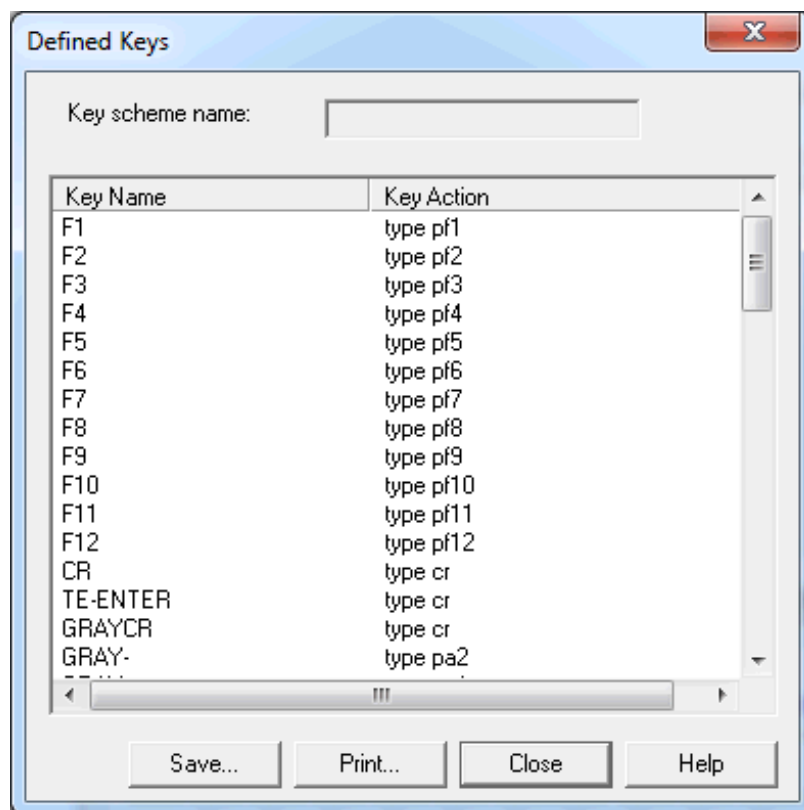 Defined Keys
Key scheme name:
Key Name Key Action
F1 type pf1
F2 type pf2
F3 type pf3
F4 type pf4
F5 type pf5
F6 type pf6
F7 type pf7
F8 type pf8
F9 type pf9
F10 type pf10
F11 type pf11
F12 type pf12
CR type cr
TE-ENTER type cr
GRAYCR type cr
GRAY- type pa2
Save... Print... Close Help